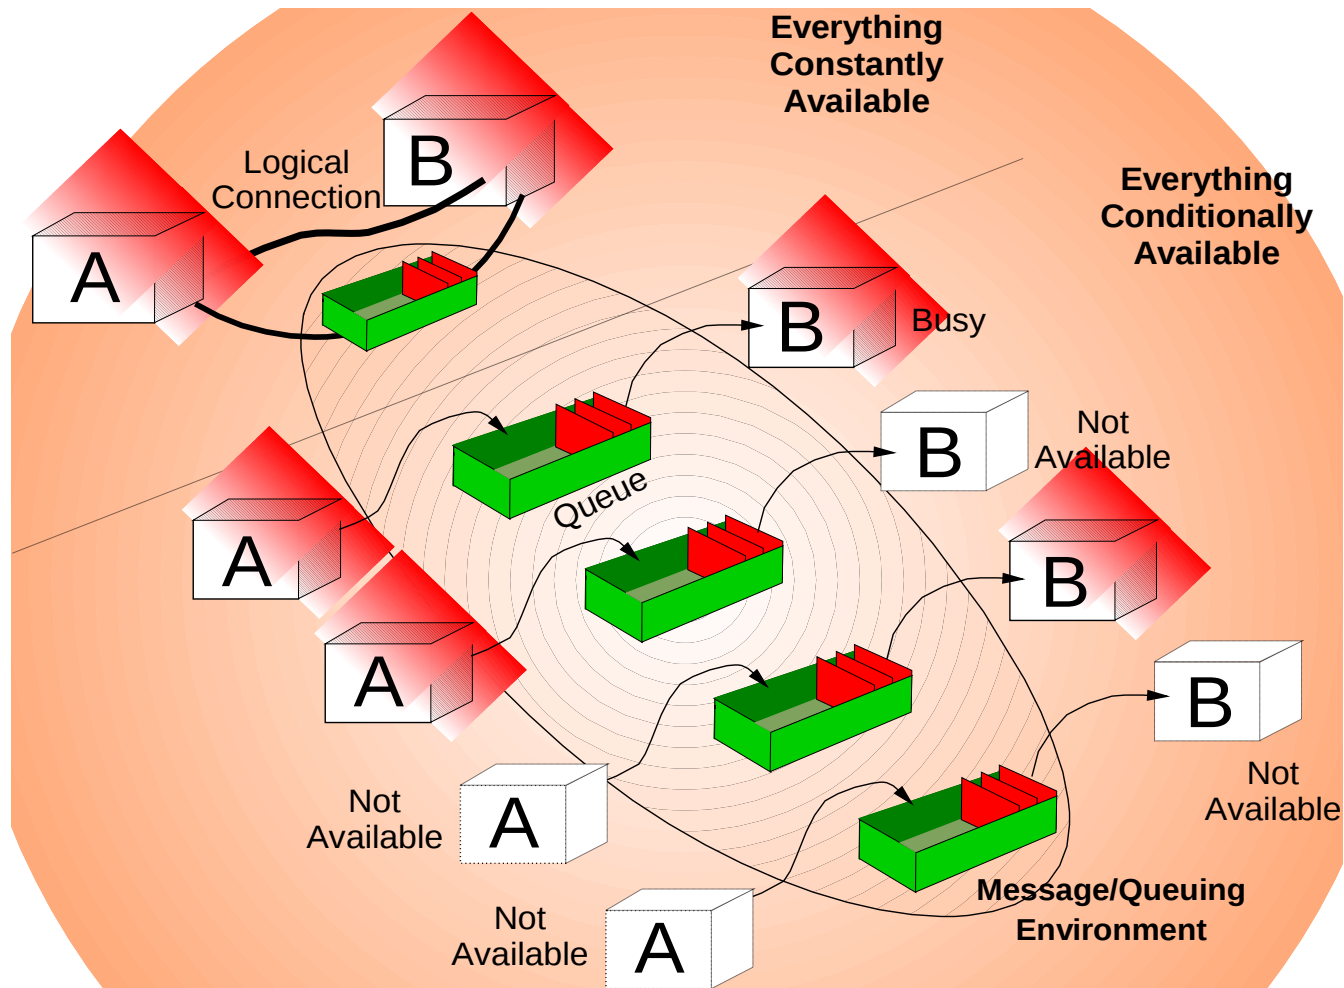 Everything
Constantly
Available
B
Logical
Connection
Everything
Conditionally
Available
A
B
Busy
Not
Available
B
Queue
A
B
A
B
Not
Available
Not
Available
A
Message/Queuing
Environment
Not
Available
A